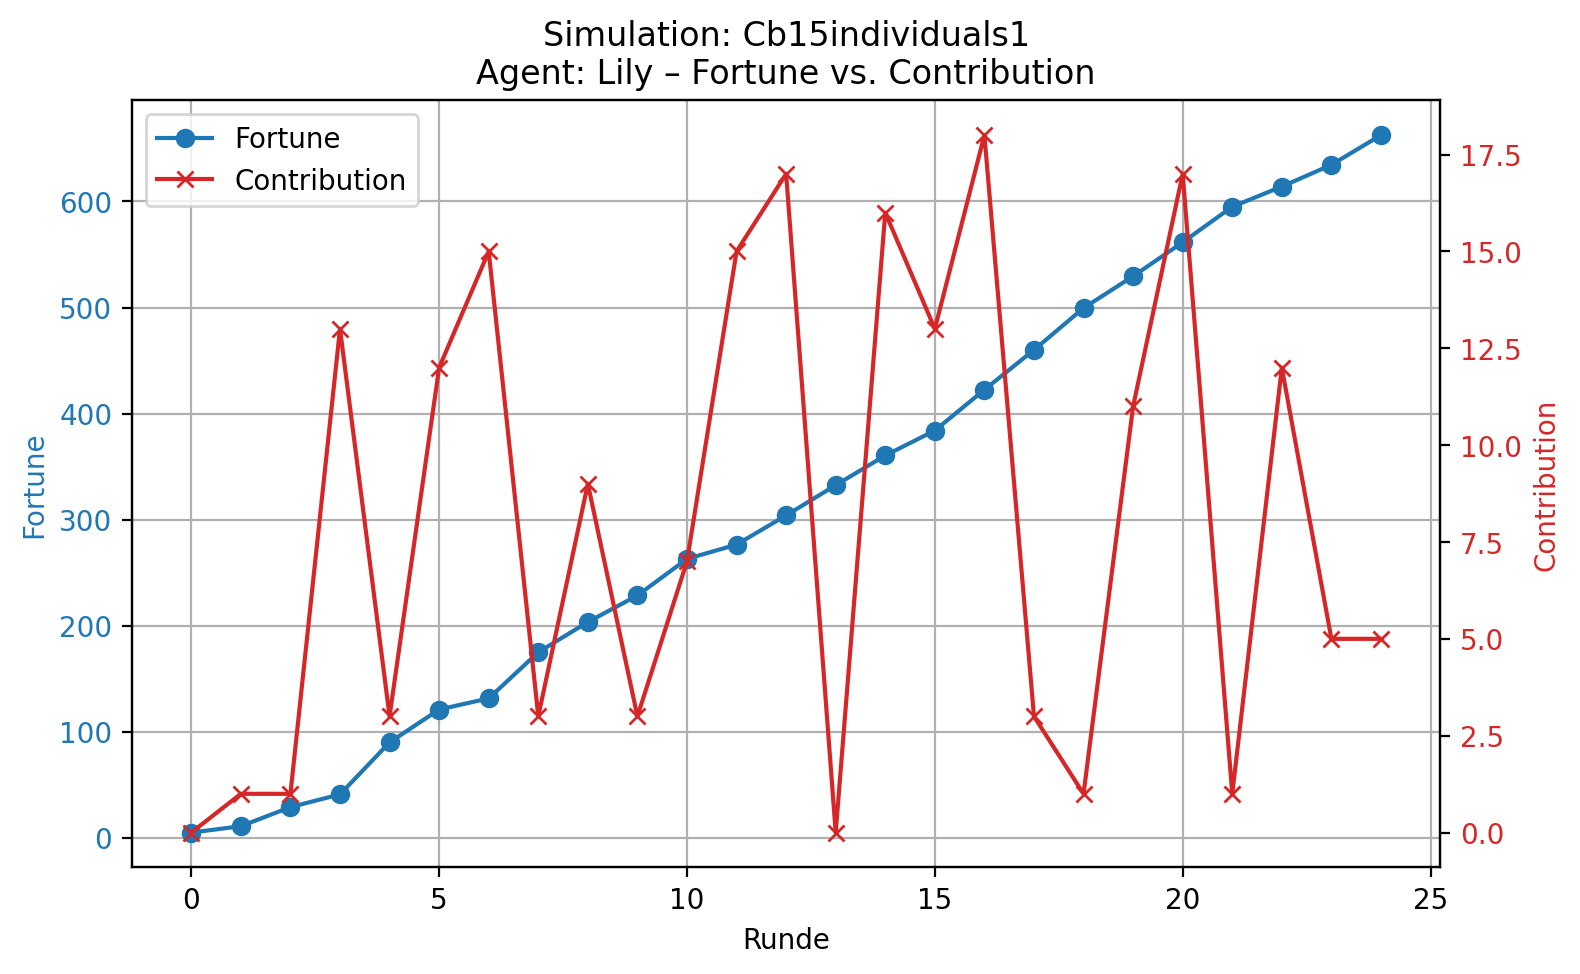 Simulation: Cb15individuals1
Agent: Lily – Fortune vs. Contribution
Fortune
Contribution
600
500
400
300
200
100
0
Fortune
17.5
15.0
12.5
10.0
7.5
5.0
2.5
0.0
Contribution
0 5 10 15 20 25
Runde